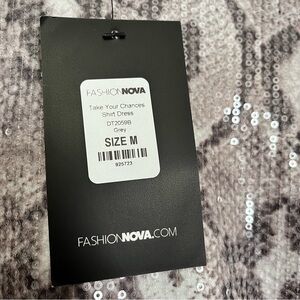 FASHIONNOVA
Take Your Chances
Shirt Dress
DT2059B
Grey
SIZE M
925723
FASHIONNOVA.COM